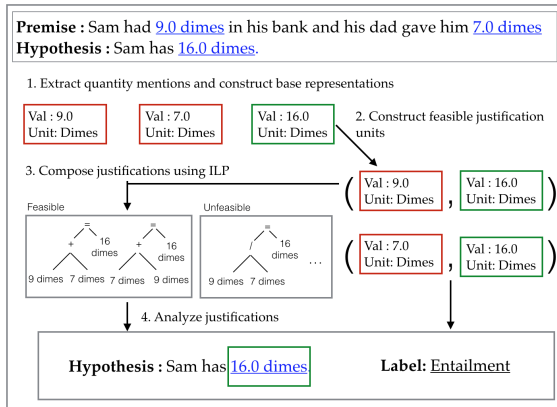 Premise : Sam had 9.0 dimes in his bank and his dad gave him 7.0 dimes
Hypothesis : Sam has 16.0 dimes.
1. Extract quantity mentions and construct base representations
Val : 9.0
Unit: Dimes
Val : 7.0
Unit: Dimes
Val : 16.0
Unit: Dimes
2. Construct feasible justification
units
3. Compose justifications using ILP
( Val : 9.0
Unit: Dimes
, Val : 16.0
Unit: Dimes )
Feasible
=
+ 16
dimes
9 dimes 7 dimes
=
+ 16
dimes
7 dimes 9 dimes
Unfeasible
=
/ 16
dimes
9 dimes 7 dimes
...
( Val : 7.0
Unit: Dimes
, Val : 16.0
Unit: Dimes )
4. Analyze justifications
Hypothesis : Sam has 16.0 dimes. Label: Entailment